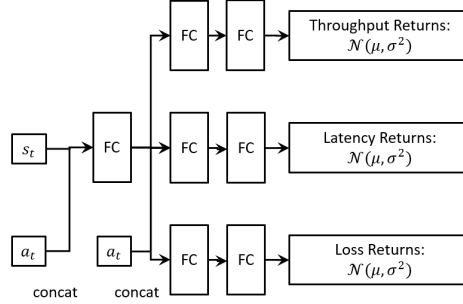 Throughput Returns:
FC FC
𝒩(μ, σ²)
Latency Returns:
s_t FC FC FC
𝒩(μ, σ²)
Loss Returns:
a_t a_t FC FC
𝒩(μ, σ²)
concat concat